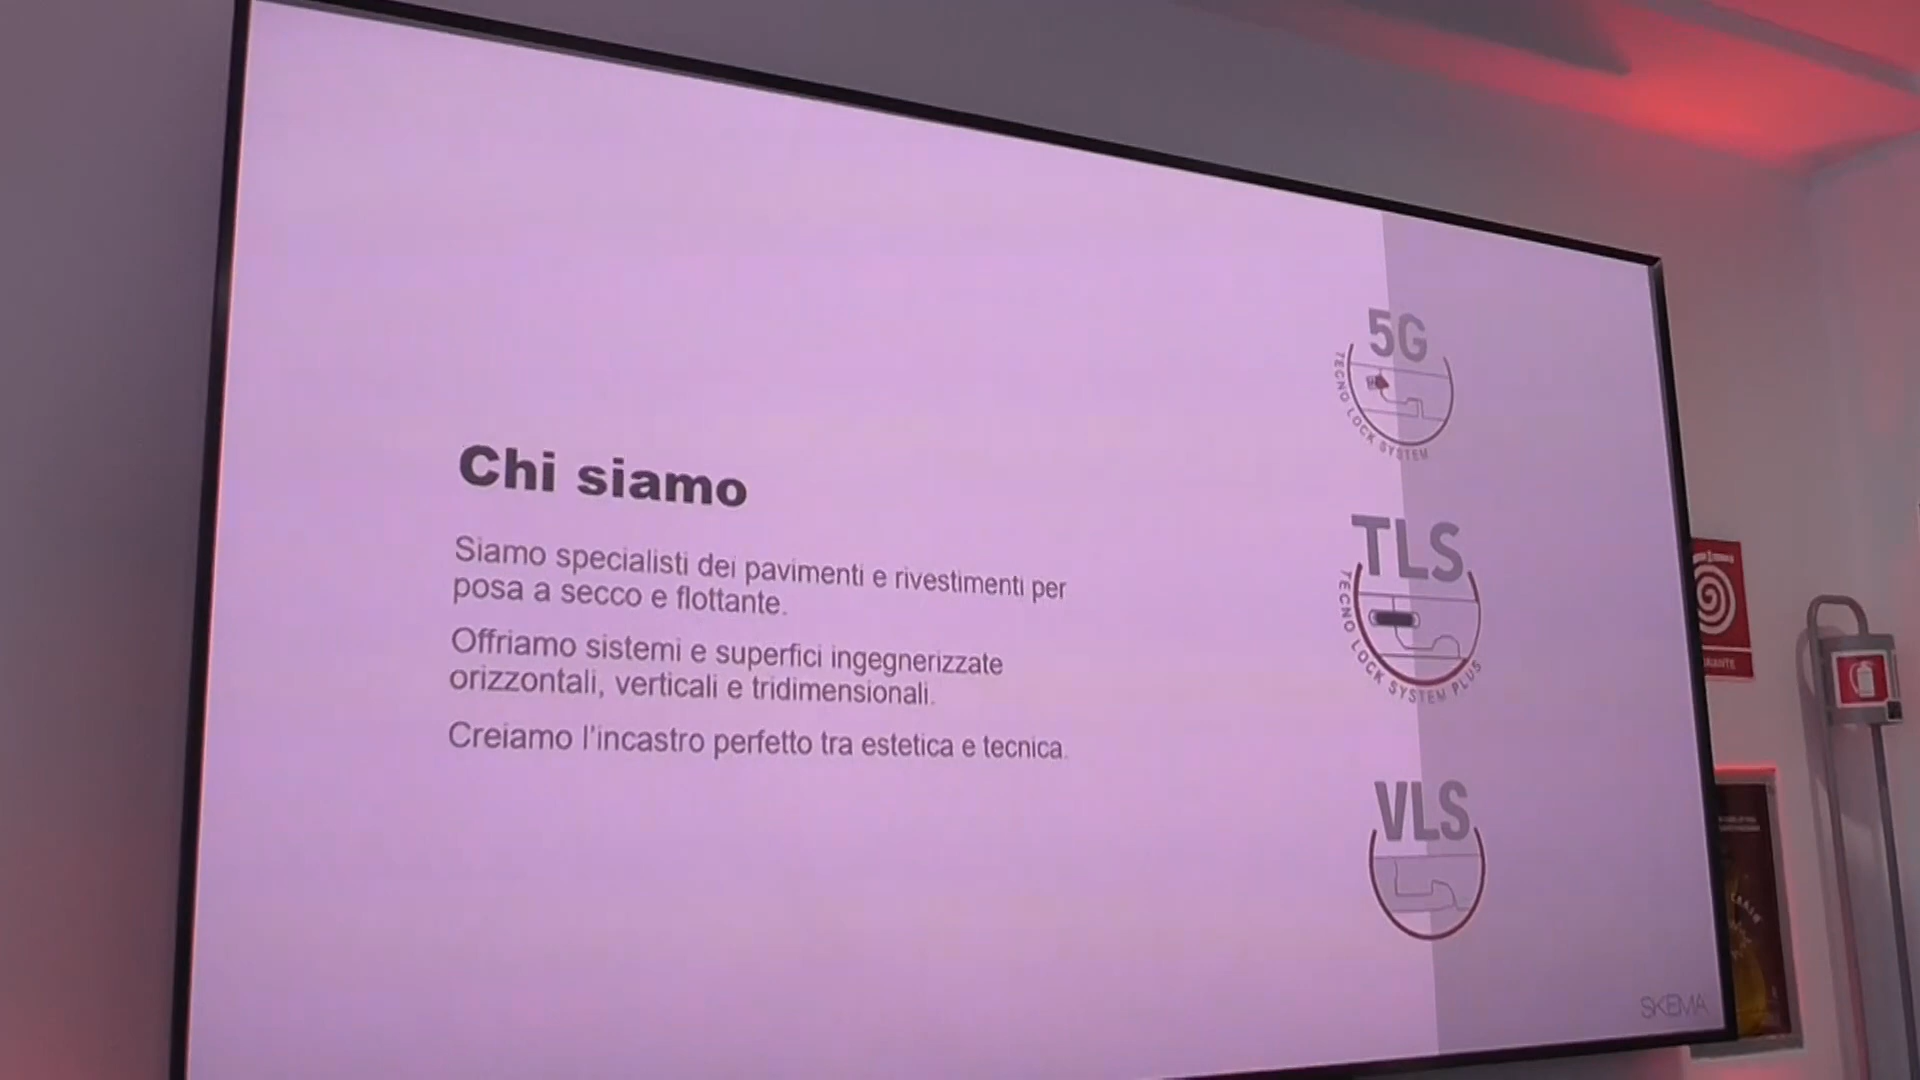 Chi siamo
Siamo specialisti dei pavimenti e rivestimenti per
posa a secco e flottante.
Offriamo sistemi e superfici ingegnerizzate
orizzontali, verticali e tridimensionali.
Creiamo l'incastro perfetto tra estetica e tecnica.
5G
TECNO LOCK SYSTEM
TLS
TECNO LOCK SYSTEM PLUS
VLS
SKEMA